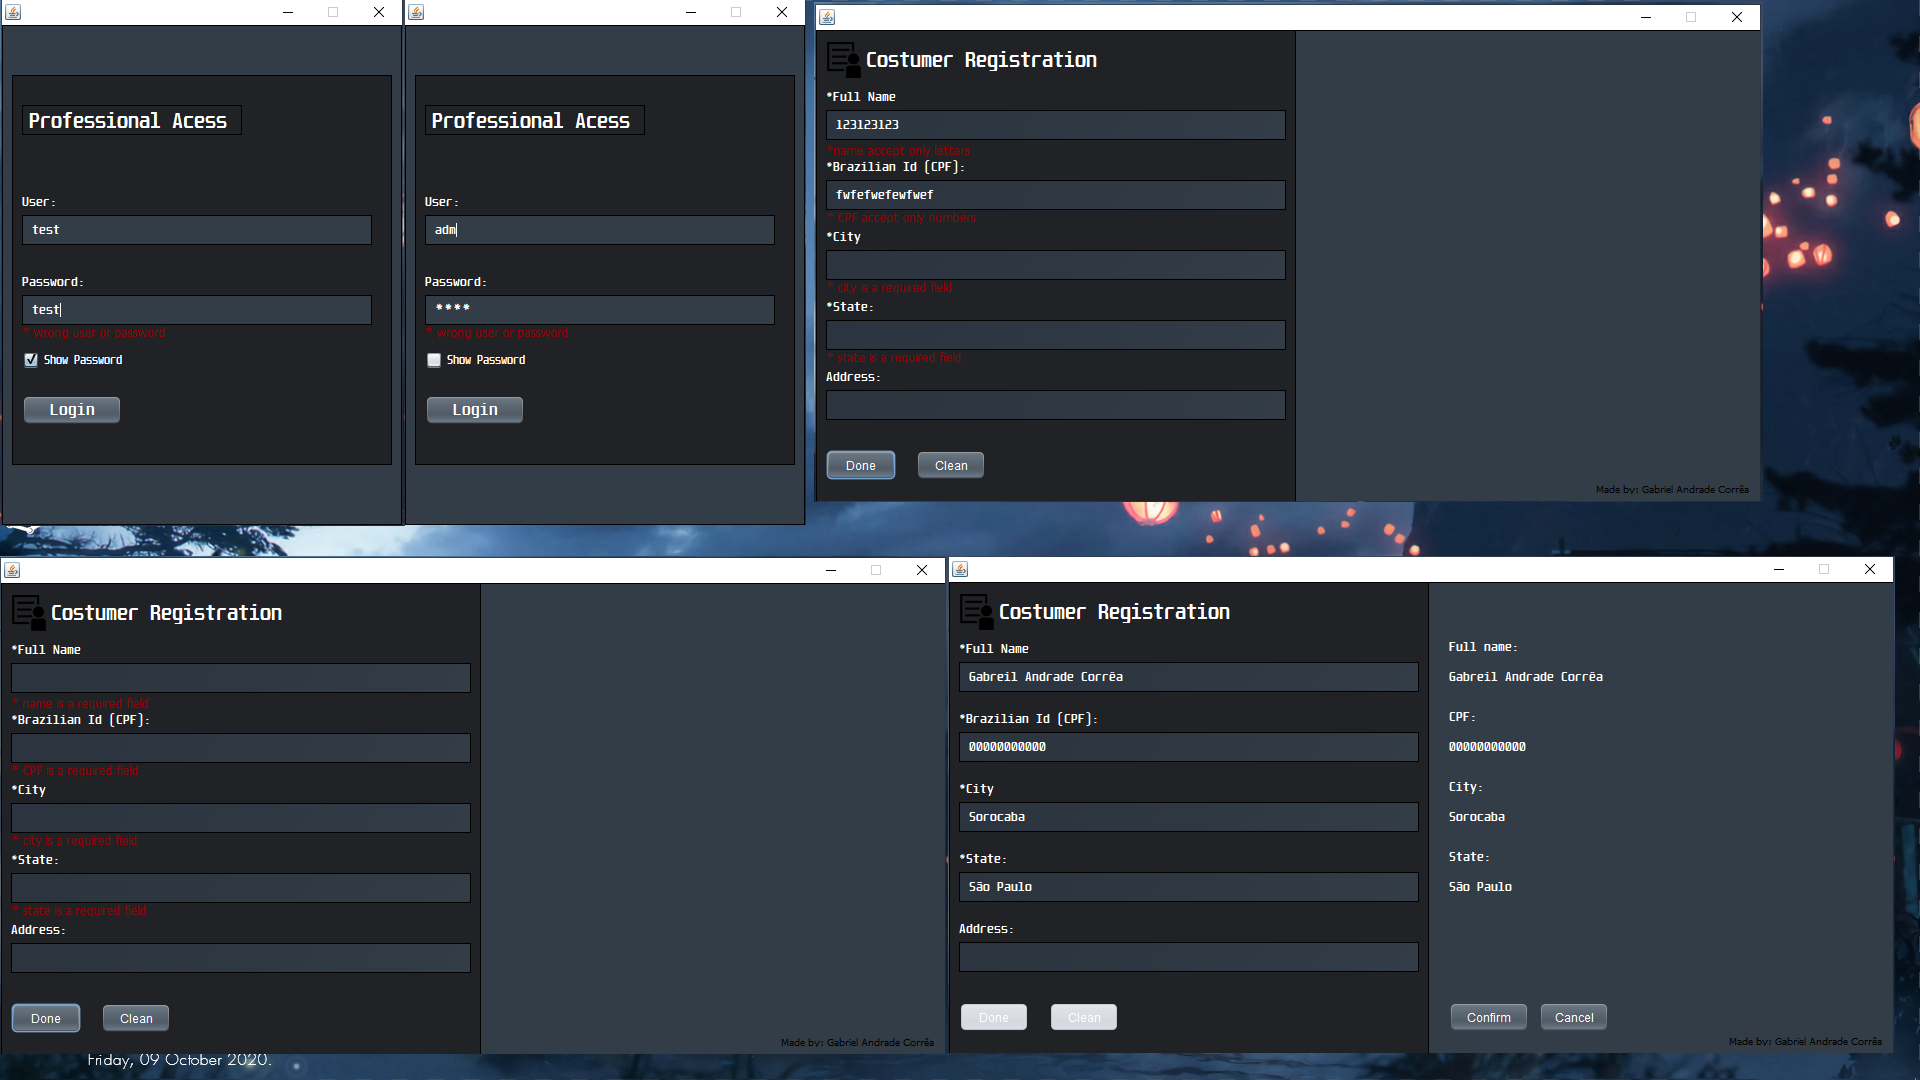 Professional Acess
User:
test
Password:
test
* wrong user or password
Show Password
Login
Professional Acess
User:
adm
Password:
****
* wrong user or password
Show Password
Login
Costumer Registration
*Full Name
123123123
*name accept only letters
*Brazilian Id (CPF):
fwfefwefewfwef
* CPF accept only numbers
*City
* city is a required field
*State:
* state is a required field
Address:
Done Clean
Made by: Gabriel Andrade Corrêa
Costumer Registration
*Full Name
* name is a required field
*Brazilian Id (CPF):
* CPF is a required field
*City
* city is a required field
*State:
* state is a required field
Address:
Done Clean
Made by: Gabriel Andrade Corrêa
Costumer Registration
*Full Name
Gabreil Andrade Corrêa
*Brazilian Id (CPF):
00000000000
*City
Sorocaba
*State:
São Paulo
Address:
Done Clean
Full name:
Gabreil Andrade Corrêa
CPF:
00000000000
City:
Sorocaba
State:
São Paulo
Confirm Cancel
Made by: Gabriel Andrade Corrêa
Friday, 09 October 2020.